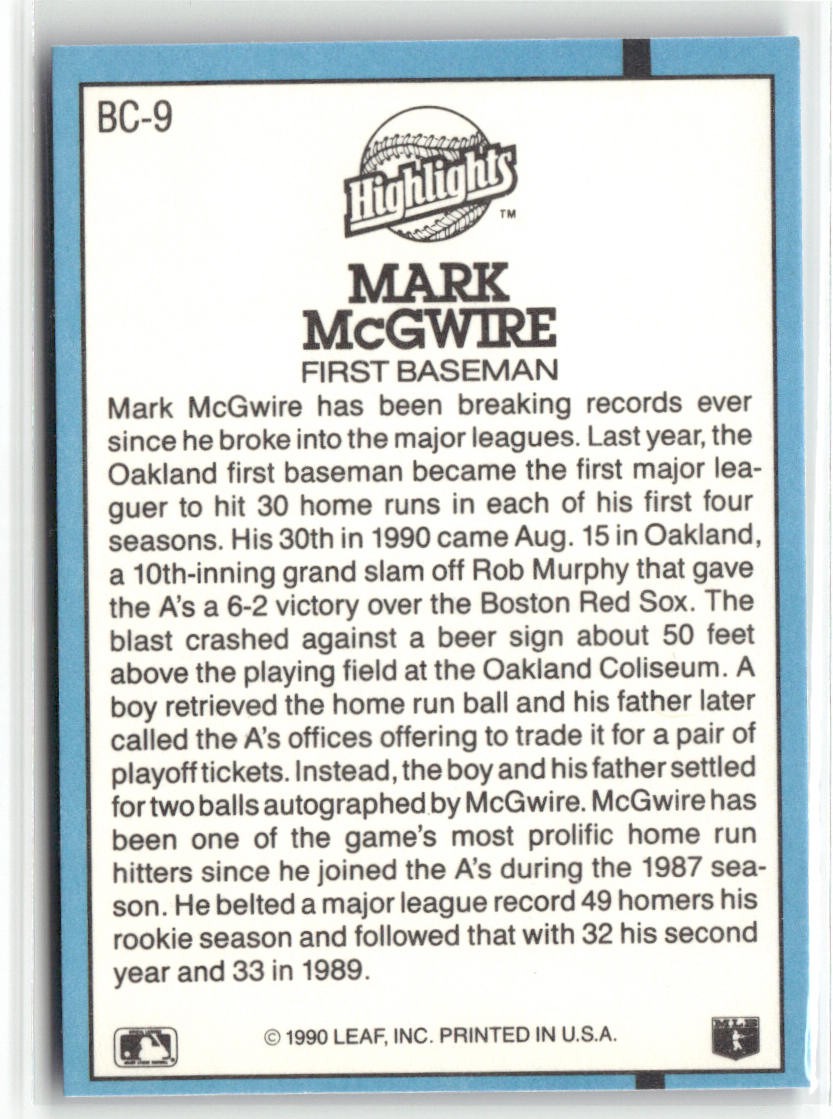 BC-9
Highlights
TM
MARK
McGWIRE
FIRST BASEMAN
Mark McGwire has been breaking records ever
since he broke into the major leagues. Last year, the
Oakland first baseman became the first major lea-
guer to hit 30 home runs in each of his first four
seasons. His 30th in 1990 came Aug. 15 in Oakland,
a 10th-inning grand slam off Rob Murphy that gave
the A's a 6-2 victory over the Boston Red Sox. The
blast crashed against a beer sign about 50 feet
above the playing field at the Oakland Coliseum. A
boy retrieved the home run ball and his father later
called the A's offices offering to trade it for a pair of
playoff tickets. Instead, the boy and his father settled
for two balls autographed by McGwire. McGwire has
been one of the game's most prolific home run
hitters since he joined the A's during the 1987 sea-
son. He belted a major league record 49 homers his
rookie season and followed that with 32 his second
year and 33 in 1989.
© 1990 LEAF, INC. PRINTED IN U.S.A.
MLB